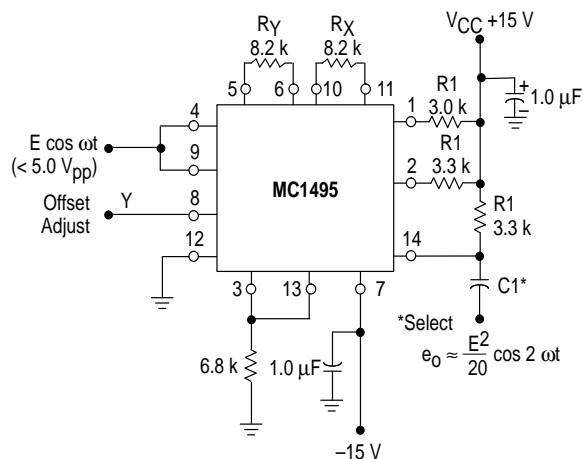 RY
8.2 k
RX
8.2 k
VCC +15 V
5
6
10
11
R1
3.0 k
+
–
1.0 µF
4
1
E cos ωt
(< 5.0 Vpp)
9
R1
3.3 k
2
MC1495
Offset
Adjust
Y
8
R1
3.3 k
12
14
3
13
7
C1*
*Select
eo ≈ E2/20 cos 2 ωt
6.8 k
1.0 µF
–15 V